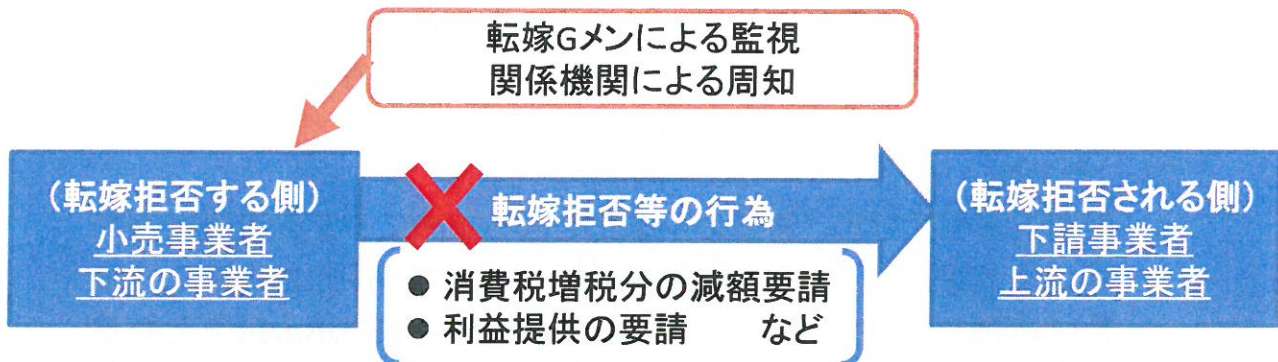 転嫁Gメンによる監視
関係機関による周知
(転嫁拒否する側)
小売事業者
下流の事業者
転嫁拒否等の行為
● 消費税増税分の減額要請
● 利益提供の要請　　など
(転嫁拒否される側)
下請事業者
上流の事業者